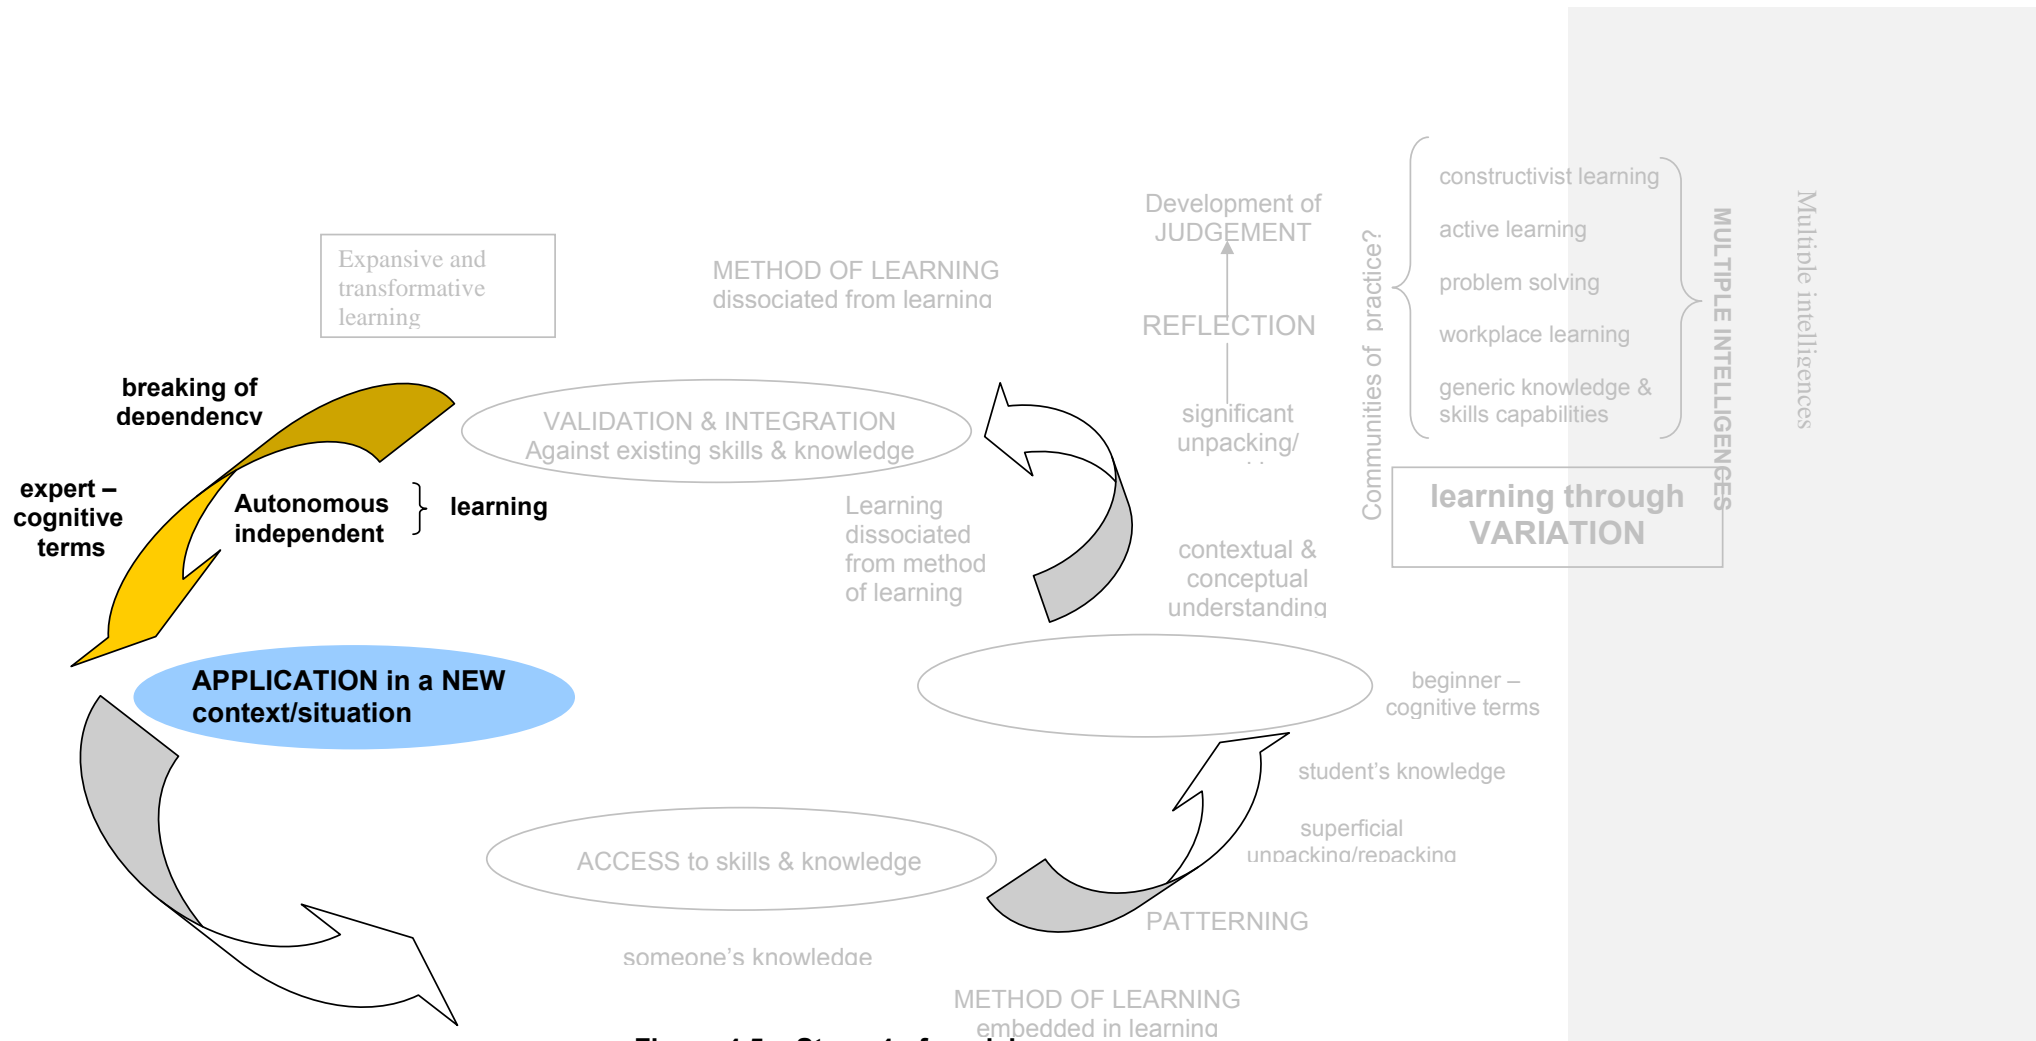 Development of
JUDGEMENT
REFLECTION
significant
unpacking/
contextual &
conceptual
understanding
Communities of practice?
constructivist learning
active learning
problem solving
workplace learning
generic knowledge &
skills capabilities
MULTIPLE INTELLIGENCES
Multiple intelligences
learning through
VARIATION
Expansive and
transformative
learning
METHOD OF LEARNING
dissociated from learning
breaking of
dependency
VALIDATION & INTEGRATION
Against existing skills & knowledge
expert –
cognitive
terms
Autonomous
independent
learning
Learning
dissociated
from method
of learning
APPLICATION in a NEW
context/situation
beginner –
cognitive terms
student's knowledge
superficial
unpacking/repacking
ACCESS to skills & knowledge
PATTERNING
someone's knowledge
METHOD OF LEARNING
embedded in learning